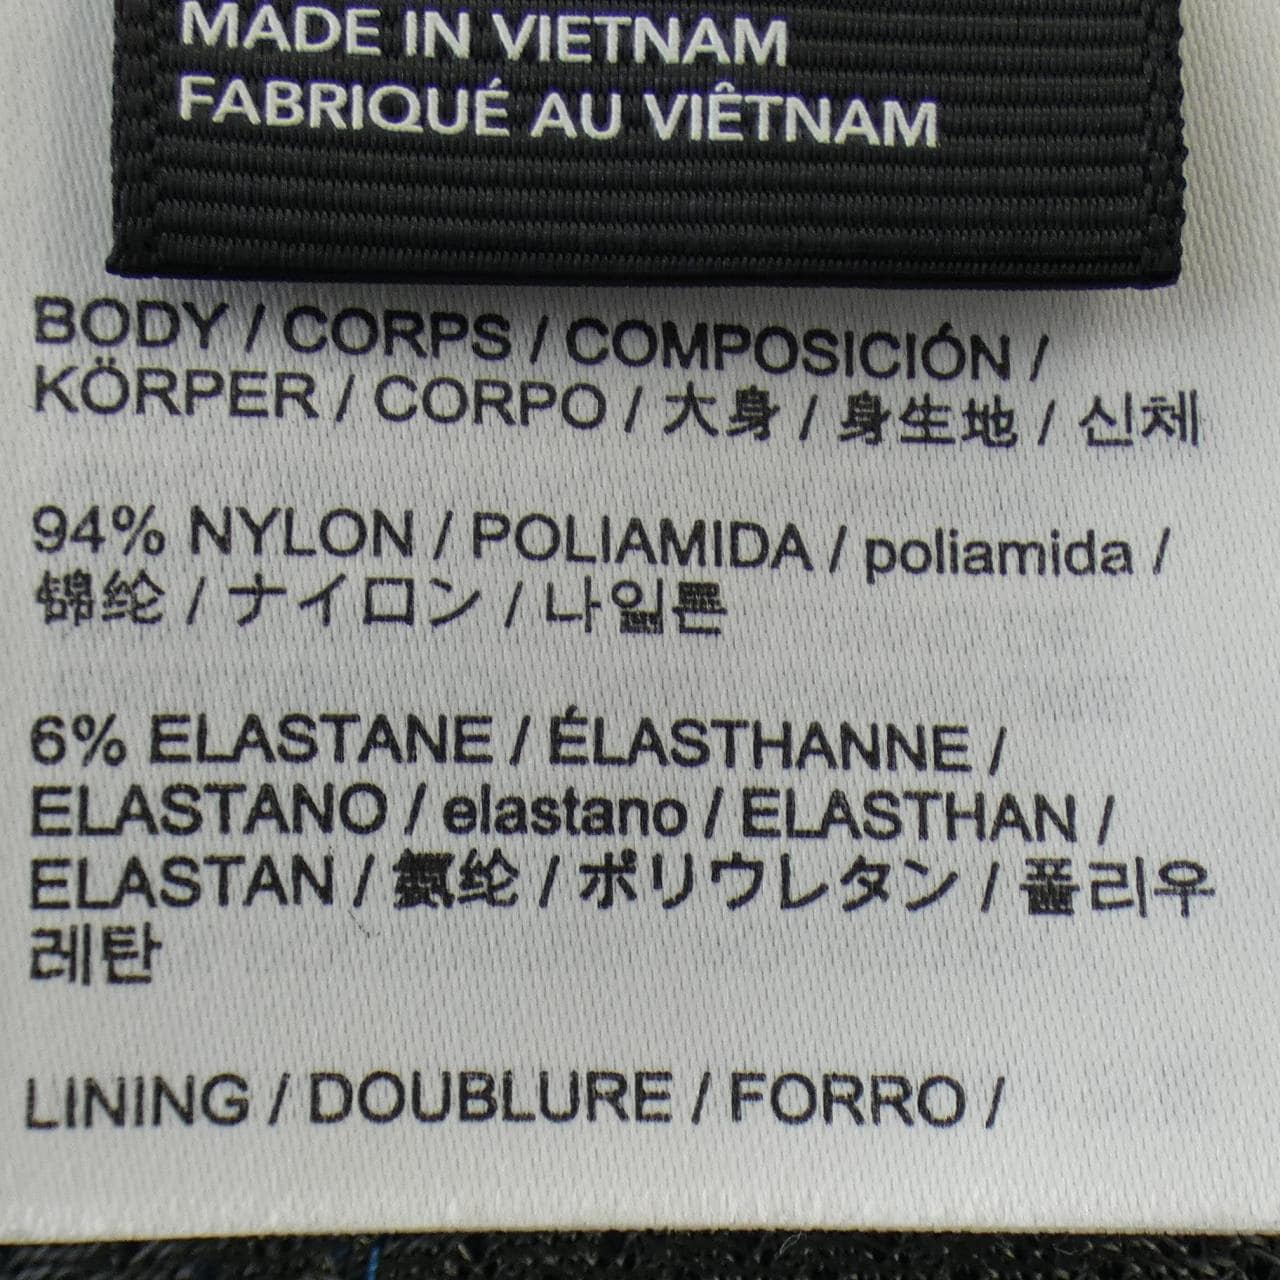 MADE IN VIETNAM
FABRIQUÉ AU VIÊTNAM
BODY / CORPS / COMPOSICIÓN /
KÖRPER / CORPO / 大身 / 身生地 / 신체
94% NYLON / POLIAMIDA / poliamida /
锦纶 / ナイロン / 나일론
6% ELASTANE / ÉLASTHANNE /
ELASTANO / elastano / ELASTHAN /
ELASTAN / 氨纶 / ポリウレタン / 폴리우
레탄
LINING / DOUBLURE / FORRO /